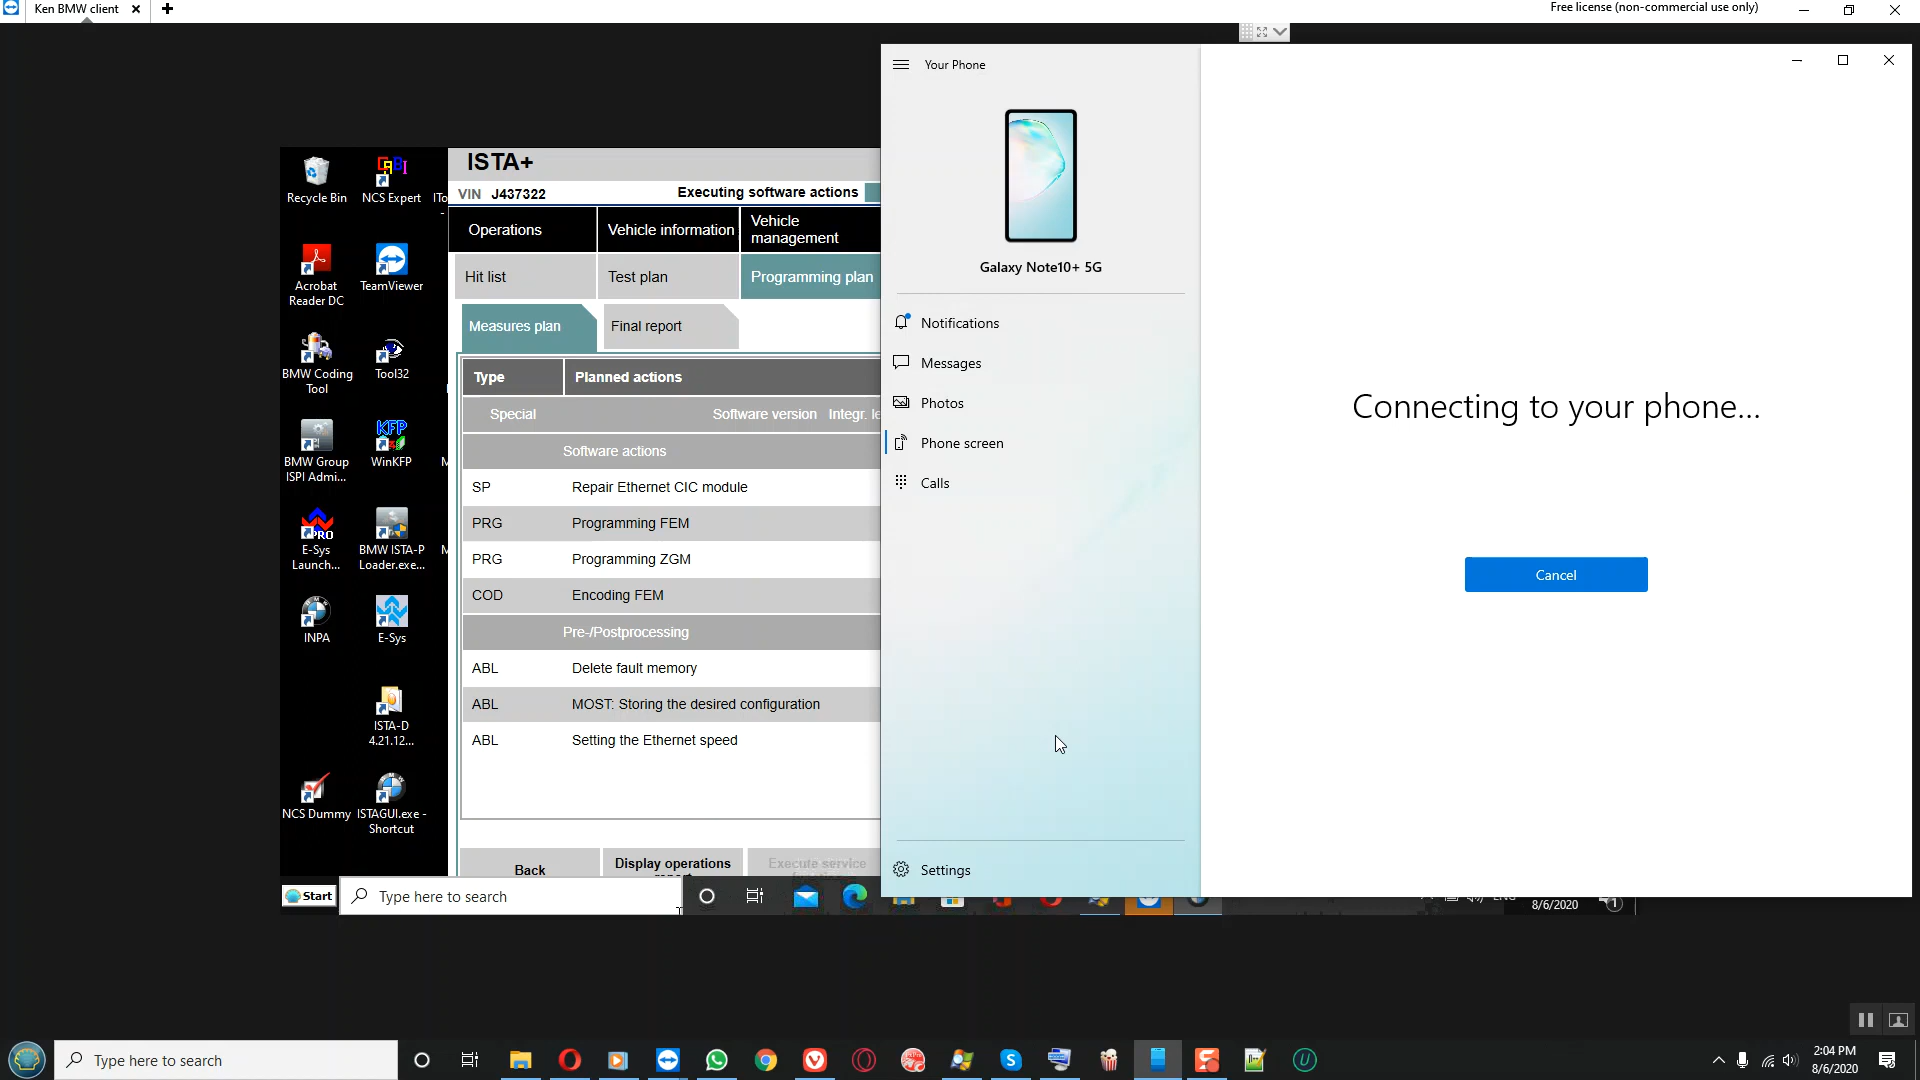 Ken BMW client
Free license (non-commercial use only)
Your Phone
Galaxy Note10+ 5G
Notifications
Messages
Photos
Phone screen
Calls
Settings
Connecting to your phone...
Cancel
Recycle Bin
NCS Expert
Acrobat
Reader DC
TeamViewer
BMW Coding
Tool
Tool32
BMW Group
ISPI Admi...
KFP
WinKFP
PRO
E-Sys
Launch...
BMW ISTA-P
Loader.exe...
INPA
E-Sys
ISTA-D
4.21.12...
NCS Dummy
ISTAGUI.exe -
Shortcut
ISTA+
VIN J437322
Executing software actions
Operations
Vehicle information
Vehicle
management
Hit list
Test plan
Programming plan
Measures plan
Final report
Type
Planned actions
Special
Software version
Integr. le
Software actions
SP
Repair Ethernet CIC module
PRG
Programming FEM
PRG
Programming ZGM
COD
Encoding FEM
Pre-/Postprocessing
ABL
Delete fault memory
ABL
MOST: Storing the desired configuration
ABL
Setting the Ethernet speed
Back
Display operations
Execute service
Start
Type here to search
8/6/2020
1
Type here to search
2:04 PM
8/6/2020